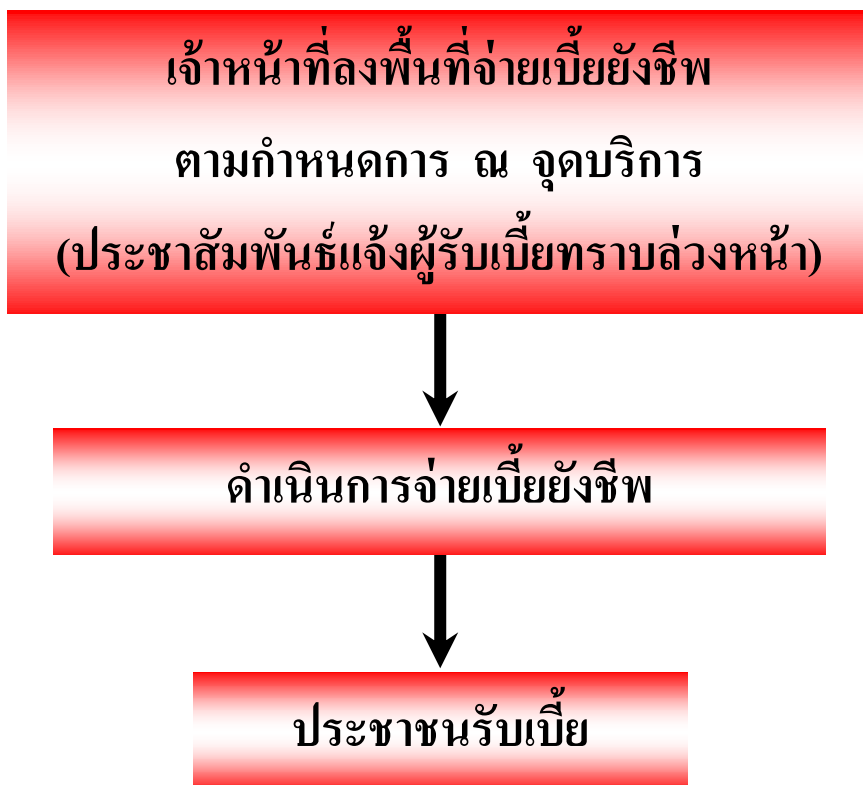 เจ้าหน้าที่ลงพื้นที่จ่ายเบี้ยยังชีพ
ตามกำหนดการ ณ จุดบริการ
(ประชาสัมพันธ์แจ้งผู้รับเบี้ยทราบล่วงหน้า)
ดำเนินการจ่ายเบี้ยยังชีพ
ประชาชนรับเบี้ย